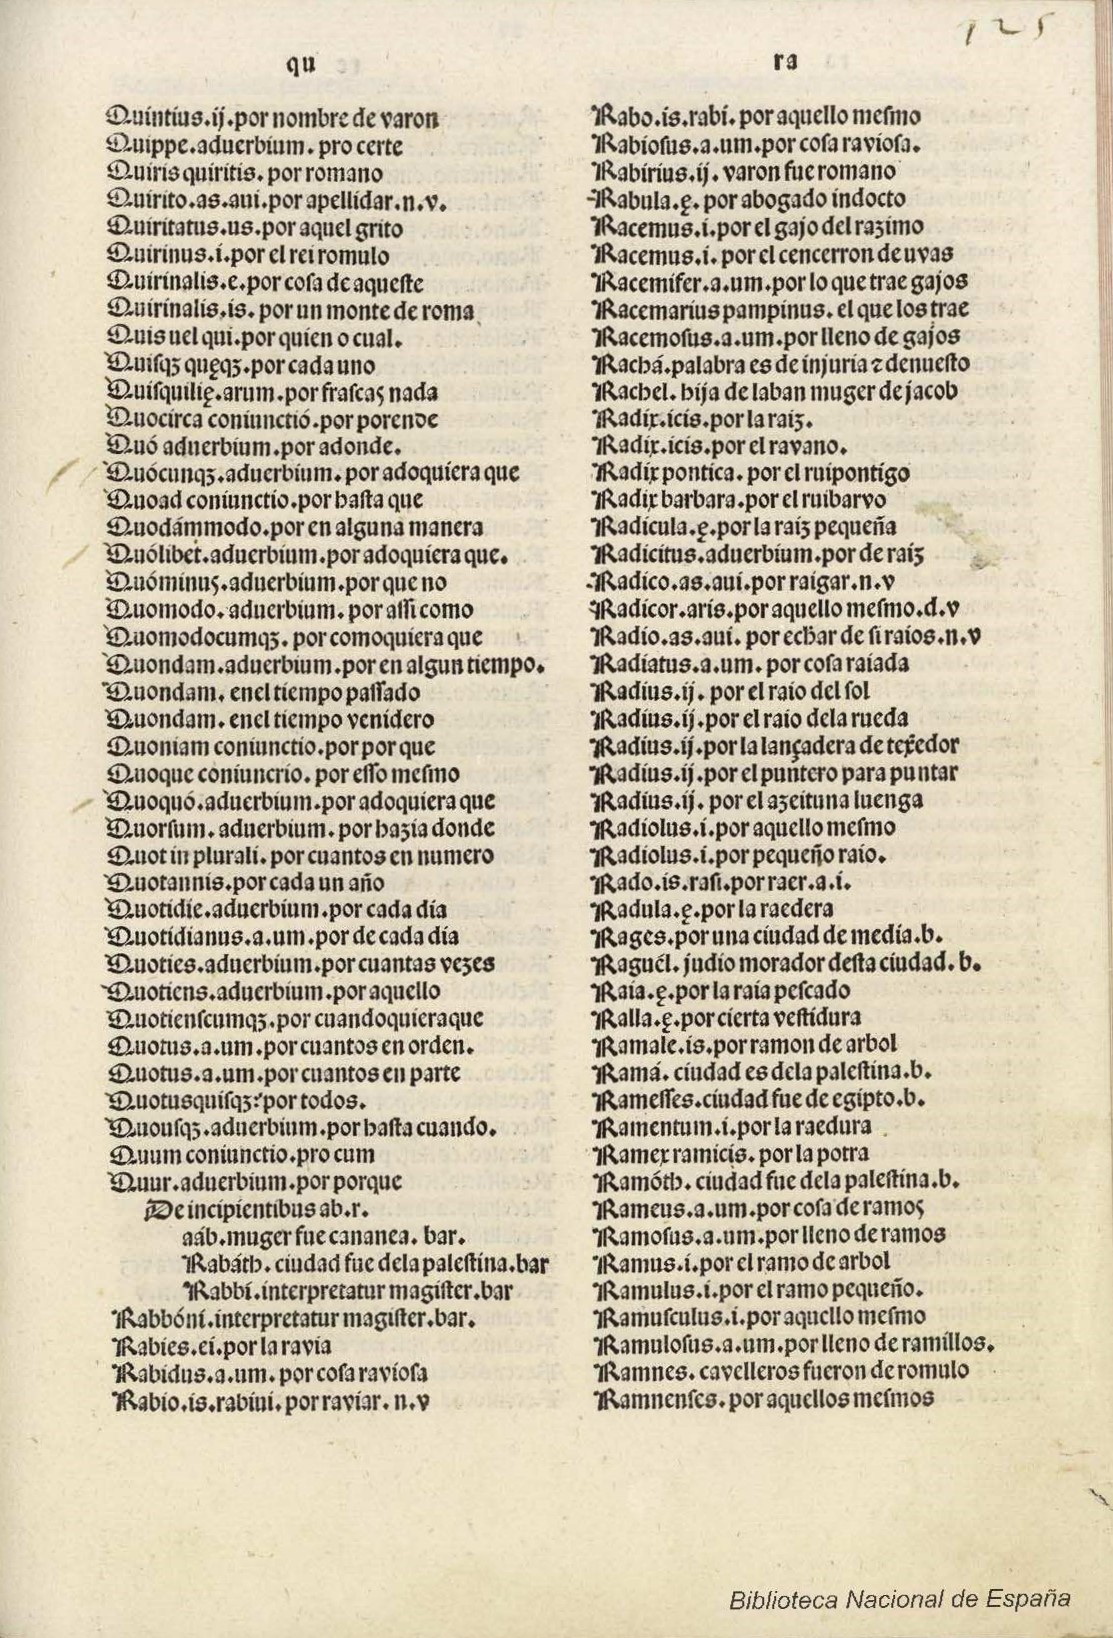 125
qu
Quintius.ij.por nombre de varon
Quippe.aduerbium.pro certe
Quiris quiritis.por romano
Quirito.as.aui.por apellidar.n.v.
Quiritatus.us.por aquel grito
Quirinus.i.por el rei romulo
Quirinalis.e.por cosa de aqueste
Quirinalis.is.por un monte de roma
Quis uel qui.por quien o cual.
Quisqꝫ quęqꝫ.por cada uno
Quisquilię.arum.por frascaꝰ nada
Quocirca coniunctió.por porende
Quó aduerbium.por adonde.
Quócunqꝫ.aduerbium.por adoquiera que
Quoad coniunctio.por hasta que
Quodámmodo.por en alguna manera
Quólibet.aduerbium.por adoquiera que.
Quóminuꝰ.aduerbium.por que no
Quomodo.aduerbium.por assi como
Quomodocumqꝫ.por comoquiera que
Quondam.aduerbium.por en algun tiempo.
Quondam.enel tiempo passado
Quondam.enel tiempo venidero
Quoniam coniunctio.por por que
Quoque coniuncrio.por esso mesmo
Quoquó.aduerbium.por adoquiera que
Quorsum.aduerbium.por hazia donde
Quot in plurali.por cuantos en numero
Quotannis.por cada un año
Quotidie.aduerbium.por cada dia
Quotidianus.a.um.por de cada dia
Quoties.aduerbium.por cuantas vezes
Quotiens.aduerbium.por aquello
Quotienscumqꝫ.por cuandoquieraque
Quotus.a.um.por cuantos en orden.
Quotus.a.um.por cuantos en parte
Quotusquisqꝫ:por todos.
Quousqꝫ.aduerbium.por hasta cuando.
Quum coniunctio.pro cum
Quur.aduerbium.por porque
De incipientibus ab.r.
aáb.muger fue cananea.bar.
Rabáth.ciudad fue dela palestina.bar
Rabbí.interpretatur magister.bar
Rabbóni.interpretatur magister.bar.
Rabies.ei.por la ravia
Rabidus.a.um.por cosa raviosa
Rabio.is.rabiui.por raviar.n.v
ra
Rabo.is.rabi.por aquello mesmo
Rabiosus.a.um.por cosa raviosa.
Rabirius.ij.varon fue romano
Rabula.ę.por abogado indocto
Racemus.i.por el gajo del razimo
Racemus.i.por el cencerron de uvas
Racemifer.a.um.por lo que trae gajos
Racemarius pampinus.el que los trae
Racemosus.a.um.por lleno de gajos
Rachá.palabra es de injuria ⁊ denuesto
Rachel.hija de laban muger de jacob
Radix.icis.por la raiz.
Radix.icis.por el ravano.
Radix pontica.por el ruipontigo
Radix barbara.por el ruibarvo
Radicula.ę.por la raiz pequeña
Radicitus.aduerbium.por de raiz
Radico.as.aui.por raigar.n.v
Radicor.aris.por aquello mesmo.d.v
Radio.as.aui.por echar de si raios.n.v
Radiatus.a.um.por cosa raiada
Radius.ij.por el raio del sol
Radius.ij.por el raio dela rueda
Radius.ij.por la lançadera de texedor
Radius.ij.por el puntero para puntar
Radius.ij.por el azeituna luenga
Radiolus.i.por aquello mesmo
Radiolus.i.por pequeño raio.
Rado.is.rasi.por raer.a.i.
Radula.ę.por la raedera
Rages.por una ciudad de media.b.
Raguél.judio morador desta ciudad.b.
Raia.ę.por la raia pescado
Ralla.ę.por cierta vestidura
Ramale.is.por ramon de arbol
Ramá.ciudad es dela palestina.b.
Ramesses.ciudad fue de egipto.b.
Ramentum.i.por la raedura
Ramex ramicis.por la potra
Ramóth.ciudad fue dela palestina.b.
Rameus.a.um.por cosa de ramoꝰ
Ramosus.a.um.por lleno de ramos
Ramus.i.por el ramo de arbol
Ramulus.i.por el ramo pequeño.
Ramusculus.i.por aquello mesmo
Ramulosus.a.um.por lleno de ramillos.
Ramnes.cavelleros fueron de romulo
Ramnenses.por aquellos mesmos
Biblioteca Nacional de España